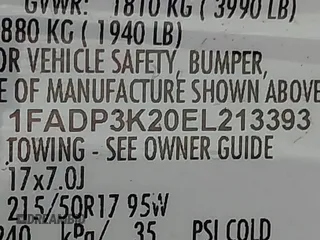 GVWR: 1810 KG ( 3990 LB)
880 KG ( 1940 LB)
OR VEHICLE SAFETY, BUMPER,
E OF MANUFACTURE SHOWN ABOVE
1FADP3K20EL213393
TOWING - SEE OWNER GUIDE
17x7.0J
215/50R17 95W
240 kPa/ 35 PSI COLD